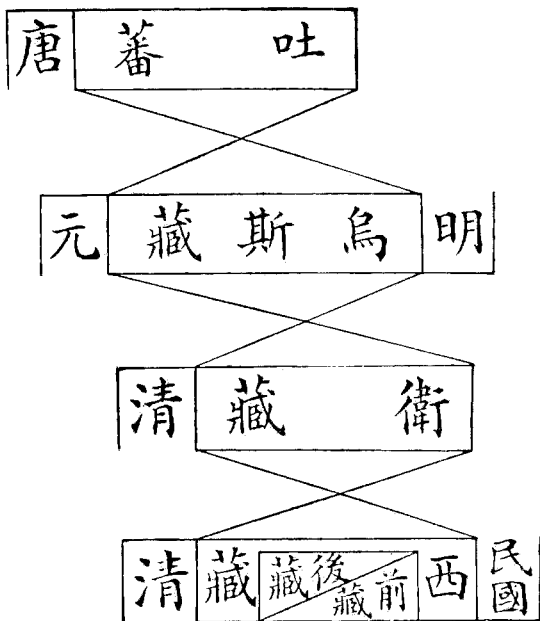 吐蕃 唐
明 烏斯藏 元
衛藏 清
民國 西藏 清
後藏
前藏